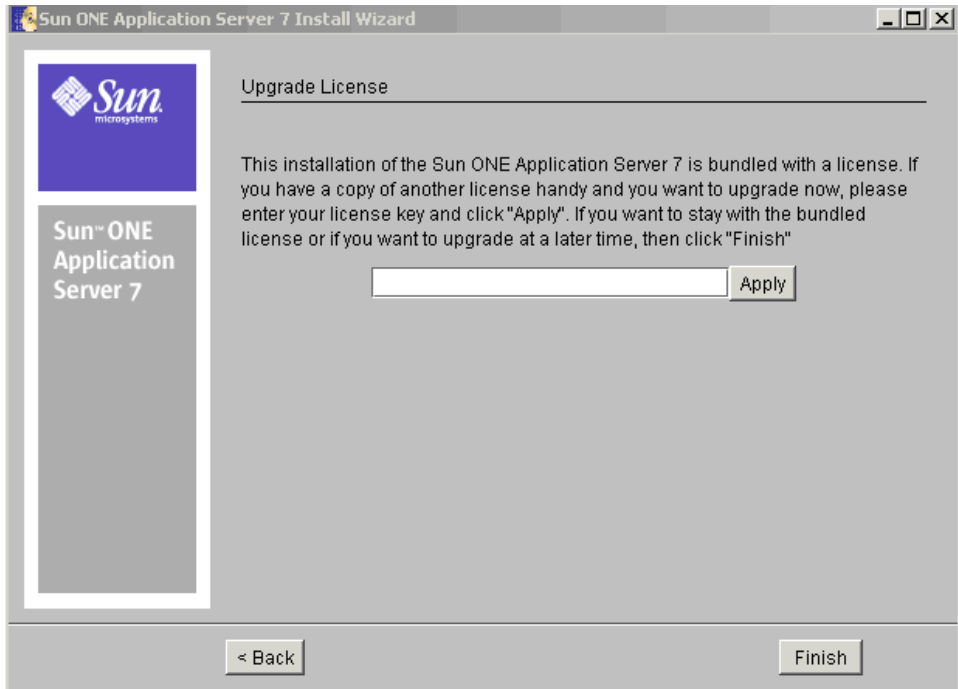 Sun ONE Application Server 7 Install Wizard
Sun
microsystems
Sun™ ONE
Application
Server 7
Upgrade License
This installation of the Sun ONE Application Server 7 is bundled with a license. If
you have a copy of another license handy and you want to upgrade now, please
enter your license key and click "Apply". If you want to stay with the bundled
license or if you want to upgrade at a later time, then click "Finish"
Apply
< Back
Finish